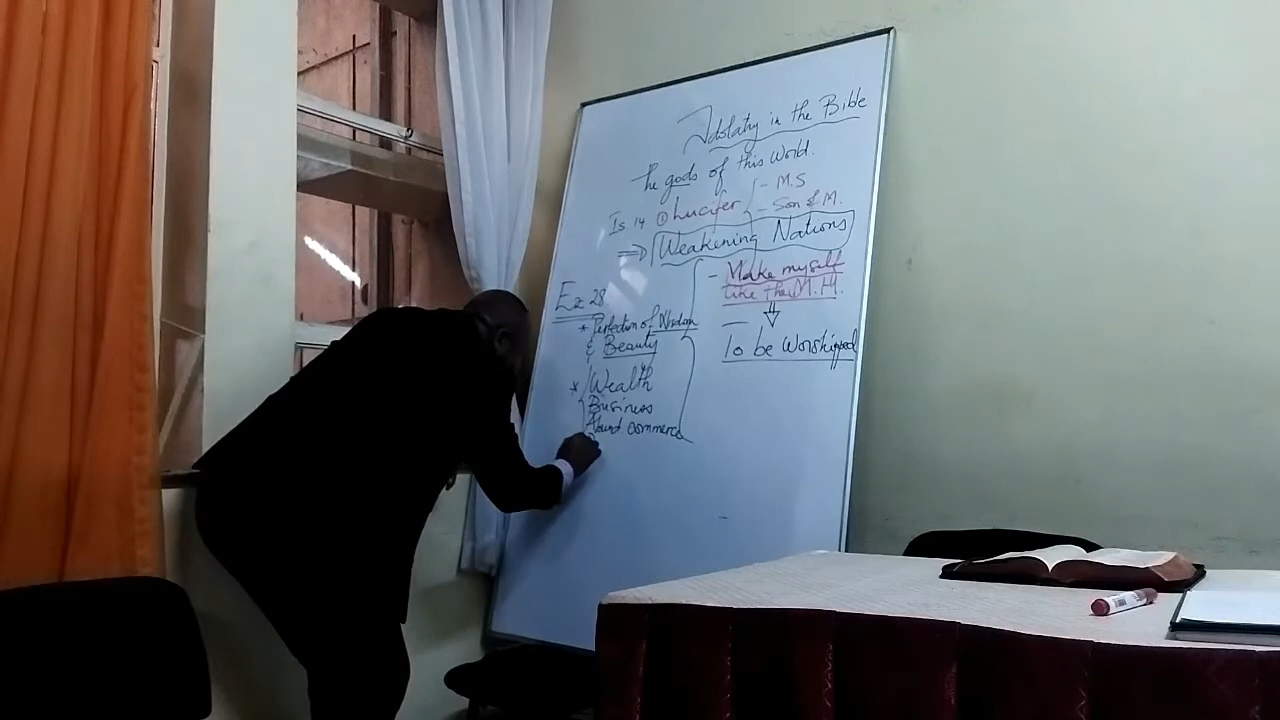 Idolatry in the Bible
The gods of this World.
Is 14 ① Lucifer
- M.S
- Son of M.
⇒ Weakening Nations
- Make myself
like the M.H.
⇓
To be Worshipped
Ez 28
* Perfection of Wisdom
& Beauty
* Wealth
Business
Abund commerce